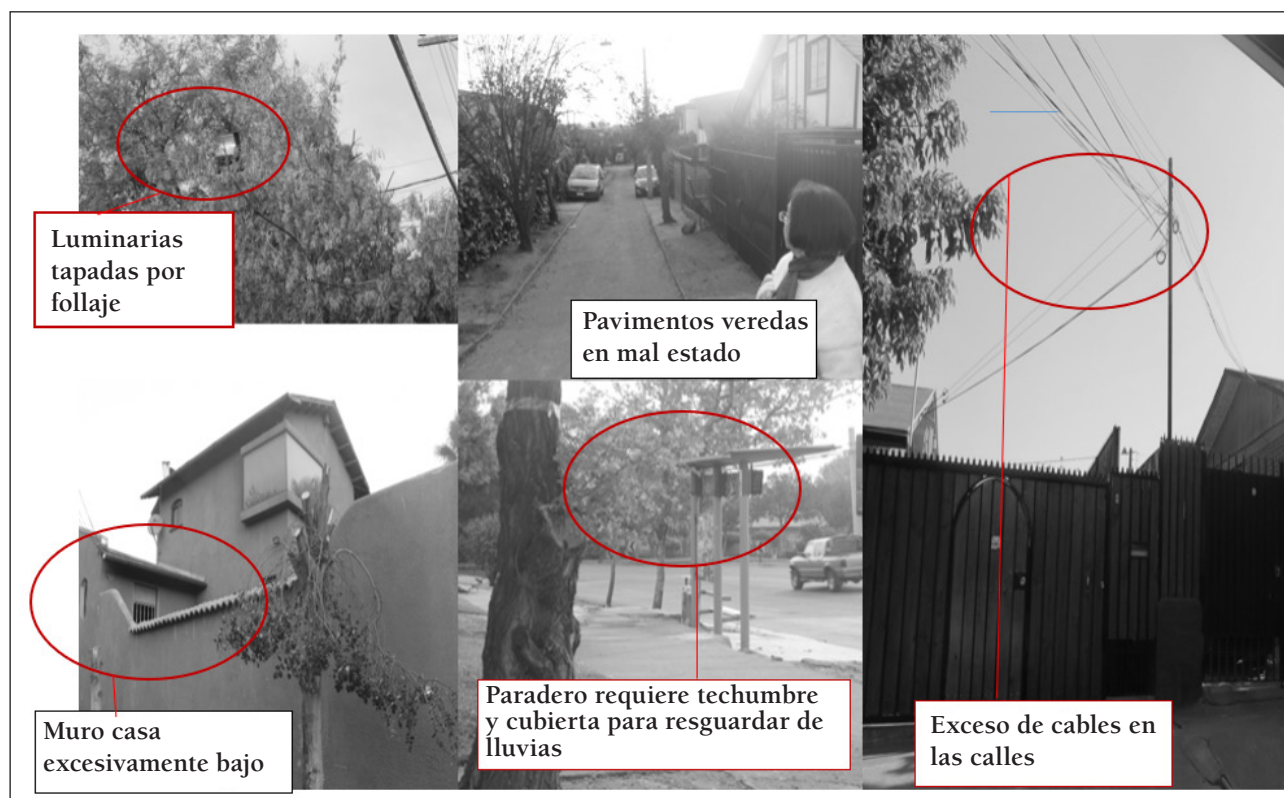 Luminarias
tapadas por
follaje
Pavimentos veredas
en mal estado
Muro casa
excesivamente bajo
Paradero requiere techumbre
y cubierta para resguardar de
lluvias
Exceso de cables en
las calles